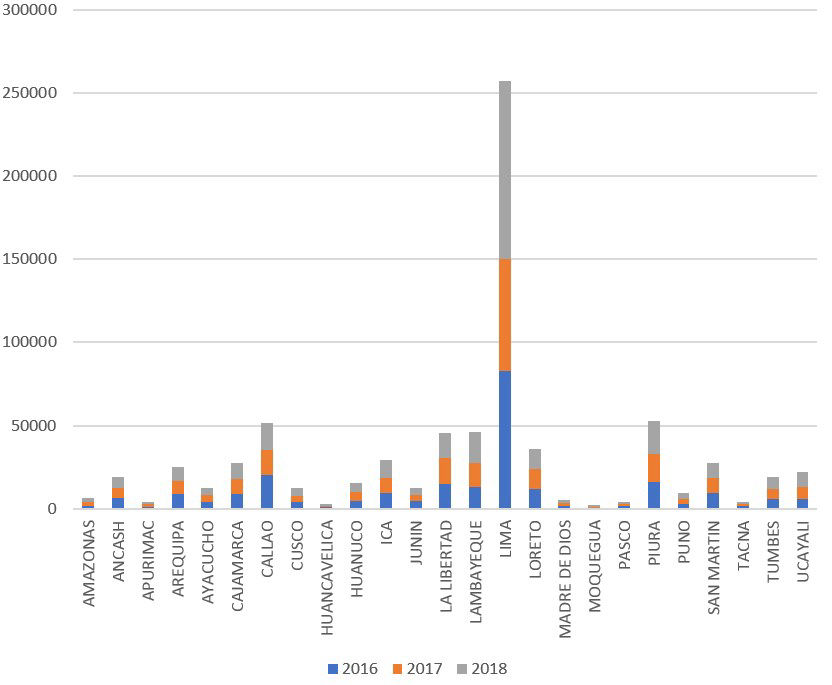 300000
250000
200000
150000
100000
50000
0
AMAZONAS
ANCASH
APURIMAC
AREQUIPA
AYACUCHO
CAJAMARCA
CALLAO
CUSCO
HUANCAVELICA
HUANUCO
ICA
JUNIN
LA LIBERTAD
LAMBAYEQUE
LIMA
LORETO
MADRE DE DIOS
MOQUEGUA
PASCO
PIURA
PUNO
SAN MARTIN
TACNA
TUMBES
UCAYALI
2016 2017 2018